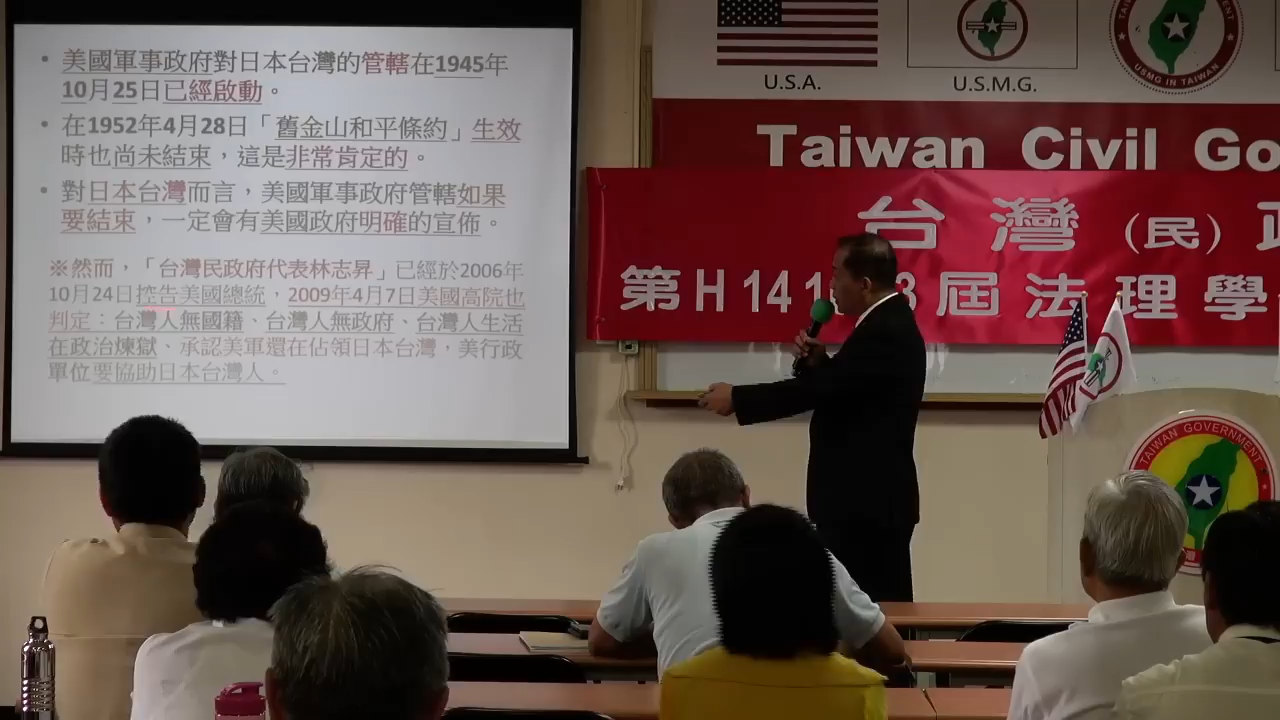 • 美國軍事政府對日本台灣的管轄在1945年
10月25日已經啟動。
• 在1952年4月28日「舊金山和平條約」生效
時也尚未結束，這是非常肯定的。
• 對日本台灣而言，美國軍事政府管轄如果
要結束，一定會有美國政府明確的宣佈。
※然而，「台灣民政府代表林志昇」已經於2006年
10月24日控告美國總統，2009年4月7日美國高院也
判定：台灣人無國籍、台灣人無政府、台灣人生活
在政治煉獄、承認美軍還在佔領日本台灣，美行政
單位要協助日本台灣人。
U.S.A.
U.S.M.G.
USMG IN TAIWAN
Taiwan Civil Go
台灣（民）
第H141 3屆法理學
TAIWAN GOVERNMENT